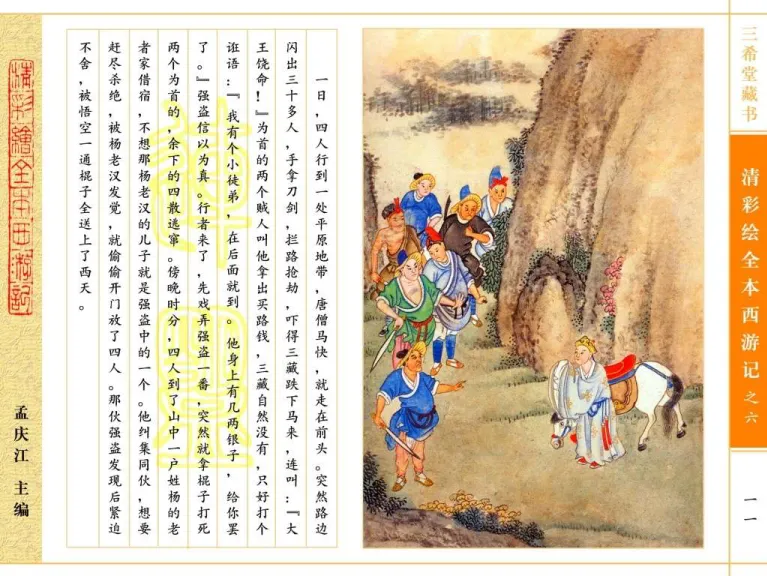 三希堂藏书
清彩绘全本西游记之六
一一
一日，四人行到一处平原地带，唐僧马快，就走在前头。突然路边
闪出三十多人，手拿刀剑，拦路抢劫，吓得三藏跌下马来，连叫：『大
王饶命！』为首的两个贼人叫他拿出买路钱，三藏自然没有，只好打个
诳语：『我有个小徒弟，在后面就到。他身上有几两银子，给你罢
了。』强盗信以为真。行者来了，先戏弄强盗一番，突然就拿棍子打死
两个为首的，余下的四散逃窜。傍晚时分，四人到了山中一户姓杨的老
者家借宿，不想那杨老汉的儿子就是强盗中的一个。他纠集同伙，想要
赶尽杀绝，被杨老汉发觉，就偷偷开门放了四人。那伙强盗发现后紧追
不舍，被悟空一通棍子全送上了西天。
清彩繪全本西游記
孟庆江 主编